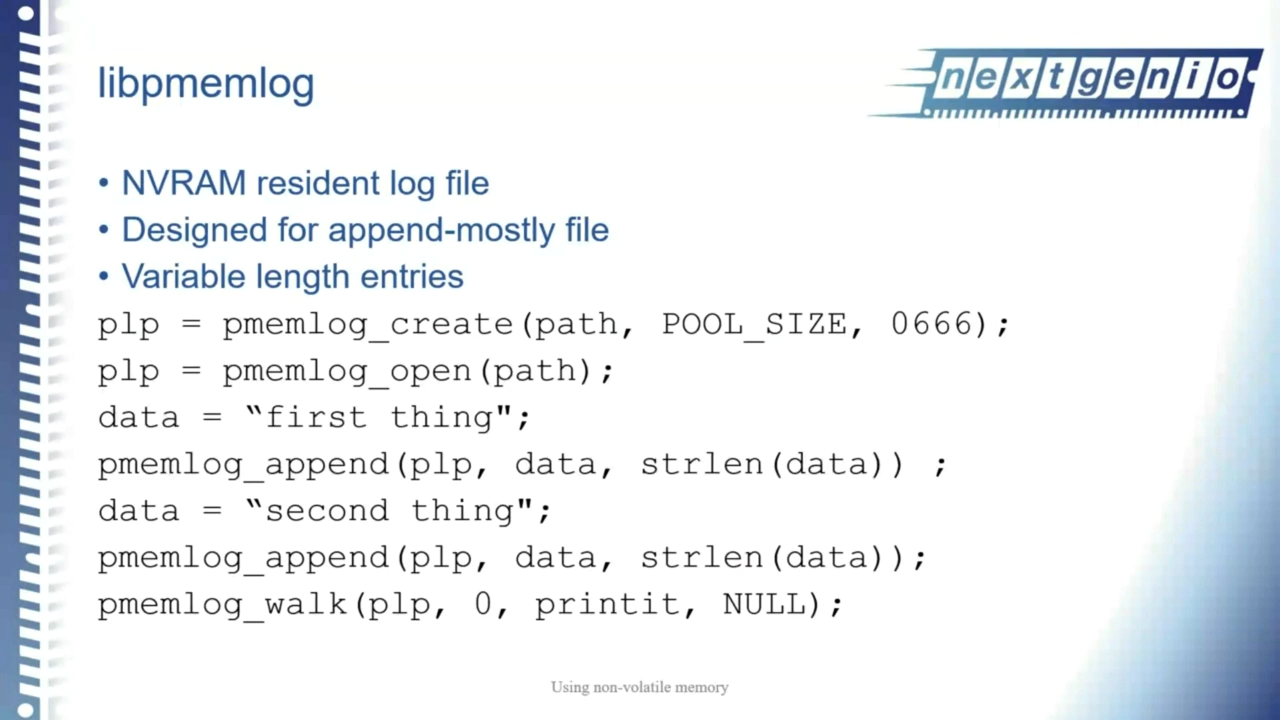 libpmemlog
nextgenio
• NVRAM resident log file
• Designed for append-mostly file
• Variable length entries
plp = pmemlog_create(path, POOL_SIZE, 0666);
plp = pmemlog_open(path);
data = “first thing";
pmemlog_append(plp, data, strlen(data)) ;
data = “second thing";
pmemlog_append(plp, data, strlen(data));
pmemlog_walk(plp, 0, printit, NULL);
Using non-volatile memory